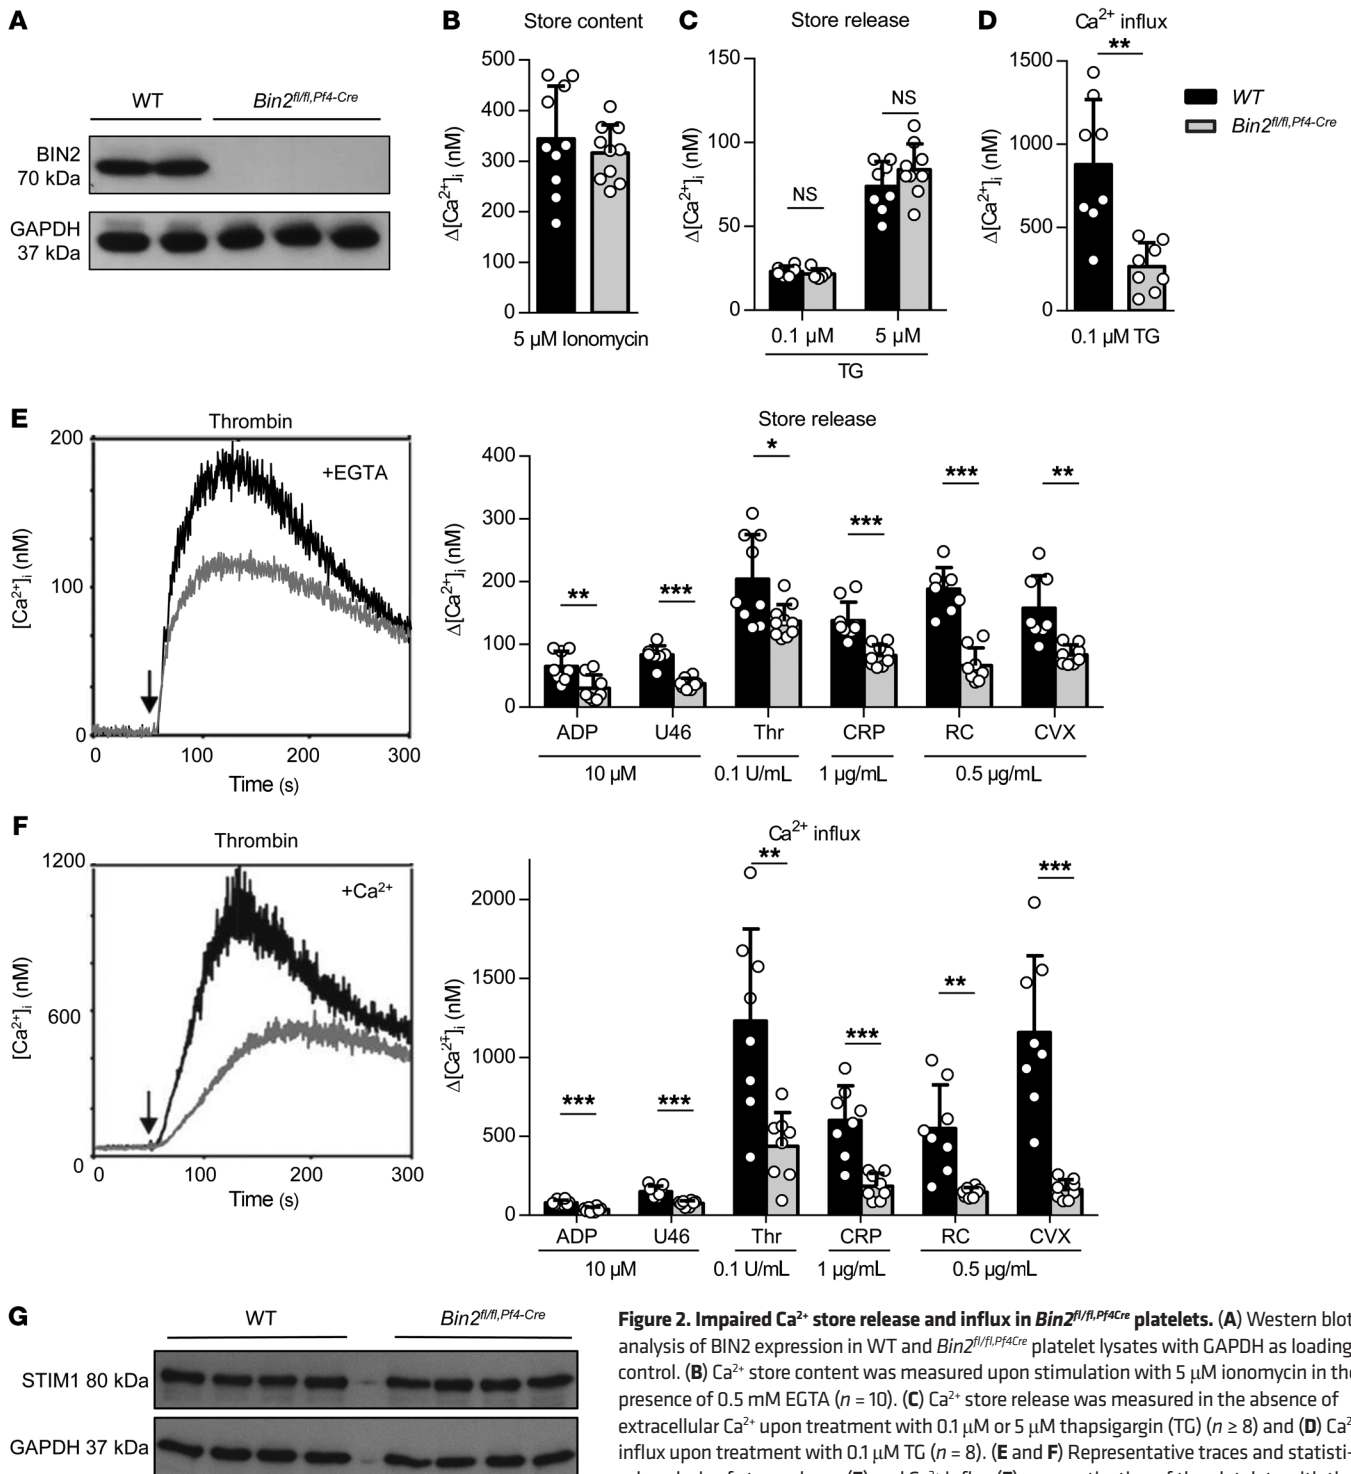 A
WT Bin2fl/fl,Pf4-Cre
BIN2
70 kDa
GAPDH
37 kDa
B
Store content
Δ[Ca2+]i (nM)
500
400
300
200
100
0
5 µM Ionomycin
C
Store release
Δ[Ca2+]i (nM)
150
100
50
0
NS
NS
0.1 µM 5 µM
TG
D
Ca2+ influx
Δ[Ca2+]i (nM)
1500
1000
500
0
**
0.1 µM TG
WT
Bin2fl/fl,Pf4-Cre
E
Thrombin
+EGTA
[Ca2+]i (nM)
200
100
0
0 100 200 300
Time (s)
Store release
Δ[Ca2+]i (nM)
400
300
200
100
0
** *** * *** *** **
ADP U46 Thr CRP RC CVX
10 µM 0.1 U/mL 1 µg/mL 0.5 µg/mL
F
Thrombin
+Ca2+
[Ca2+]i (nM)
1200
600
0
0 100 200 300
Time (s)
Ca2+ influx
Δ[Ca2+]i (nM)
2000
1500
1000
500
0
*** *** ** *** ** ***
ADP U46 Thr CRP RC CVX
10 µM 0.1 U/mL 1 µg/mL 0.5 µg/mL
G
WT Bin2fl/fl,Pf4-Cre
STIM1 80 kDa
GAPDH 37 kDa
Figure 2. Impaired Ca2+ store release and influx in Bin2fl/fl,Pf4Cre platelets. (A) Western blot
analysis of BIN2 expression in WT and Bin2fl/fl,Pf4Cre platelet lysates with GAPDH as loading
control. (B) Ca2+ store content was measured upon stimulation with 5 µM ionomycin in the
presence of 0.5 mM EGTA (n = 10). (C) Ca2+ store release was measured in the absence of
extracellular Ca2+ upon treatment with 0.1 µM or 5 µM thapsigargin (TG) (n ≥ 8) and (D) Ca2
influx upon treatment with 0.1 µM TG (n = 8). (E and F) Representative traces and statisti-